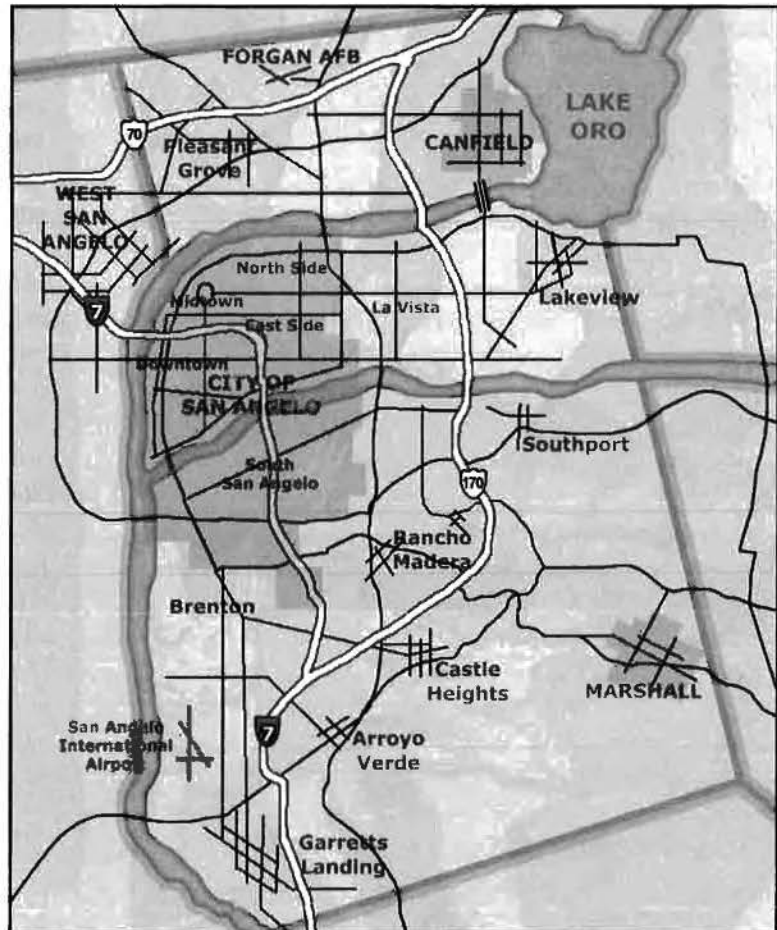 FORGAN AFB
LAKE
ORO
70
Pleasant
Grove
CANFIELD
WEST
SAN
ANGELO
North Side
Midtown
La Vista
Lakeview
7
East Side
Downtown
CITY OF
SAN ANGELO
Southport
South
San Angelo
170
Rancho
Madera
Brenton
Castle
Heights
MARSHALL
San Angelo
International
Airport
7
Arroyo
Verde
Garretts
Landing